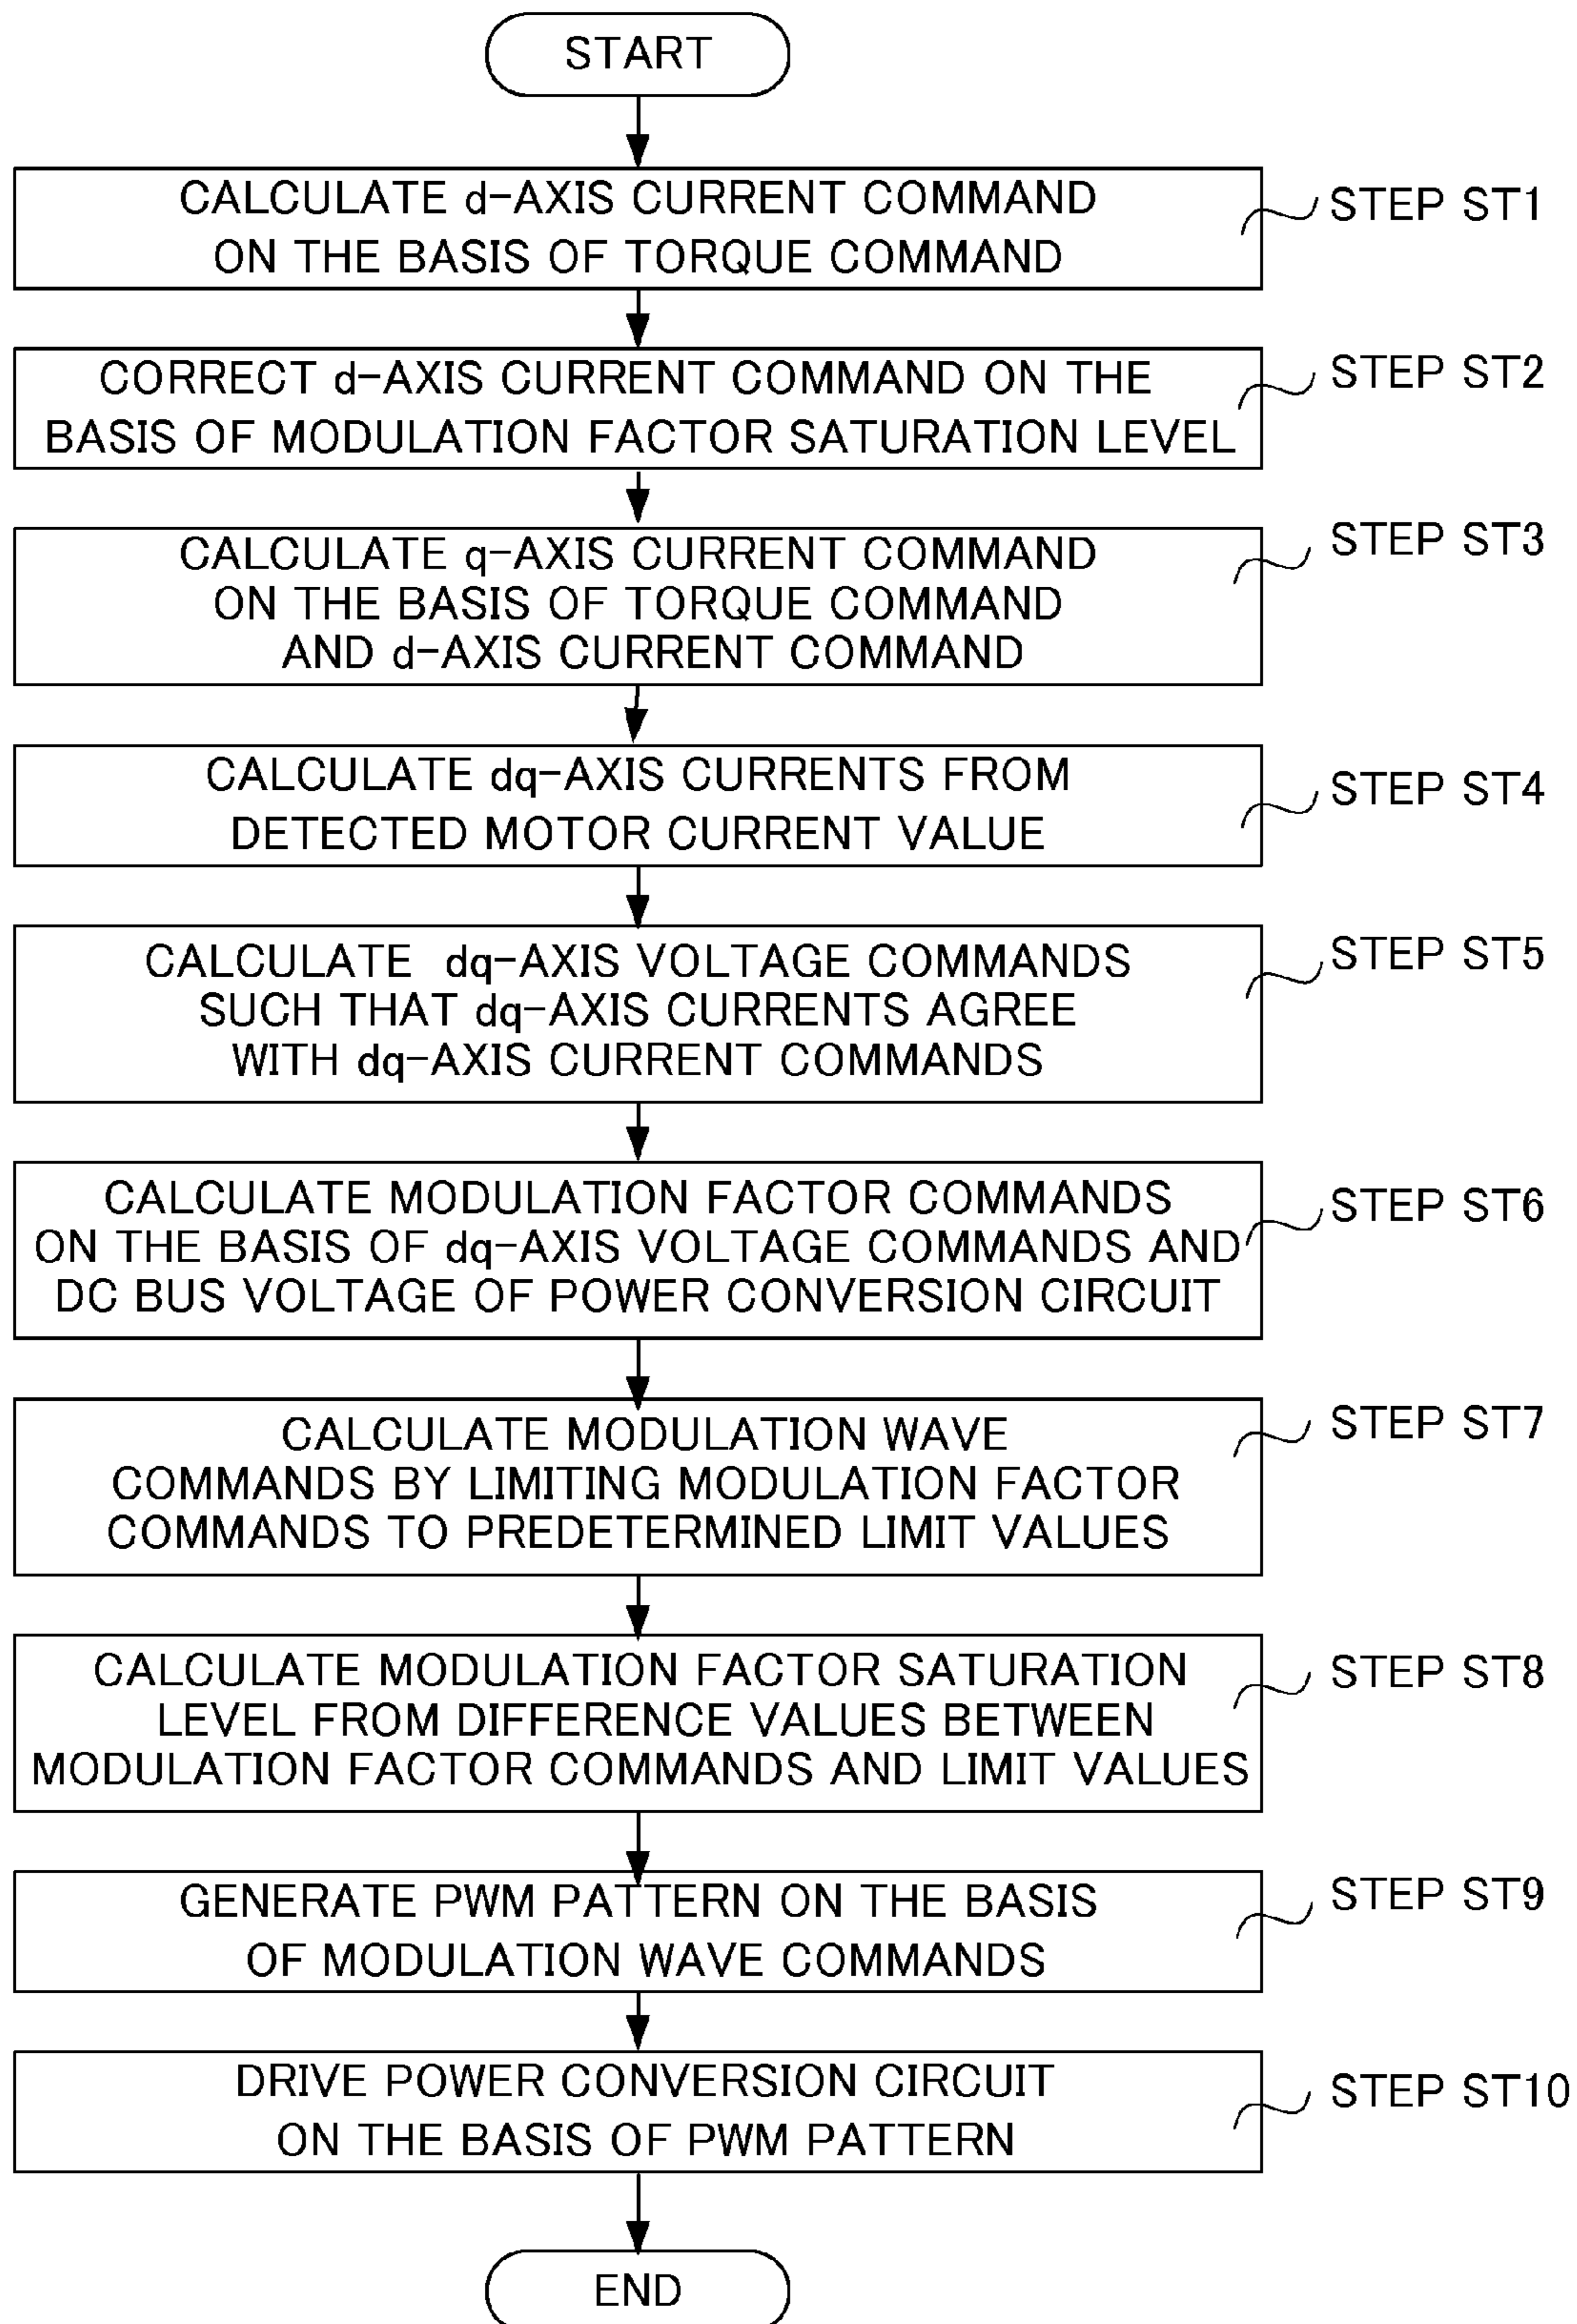 START
CALCULATE d-AXIS CURRENT COMMAND
ON THE BASIS OF TORQUE COMMAND
STEP ST1
CORRECT d-AXIS CURRENT COMMAND ON THE
BASIS OF MODULATION FACTOR SATURATION LEVEL
STEP ST2
CALCULATE q-AXIS CURRENT COMMAND
ON THE BASIS OF TORQUE COMMAND
AND d-AXIS CURRENT COMMAND
STEP ST3
CALCULATE dq-AXIS CURRENTS FROM
DETECTED MOTOR CURRENT VALUE
STEP ST4
CALCULATE dq-AXIS VOLTAGE COMMANDS
SUCH THAT dq-AXIS CURRENTS AGREE
WITH dq-AXIS CURRENT COMMANDS
STEP ST5
CALCULATE MODULATION FACTOR COMMANDS
ON THE BASIS OF dq-AXIS VOLTAGE COMMANDS AND
DC BUS VOLTAGE OF POWER CONVERSION CIRCUIT
STEP ST6
CALCULATE MODULATION WAVE
COMMANDS BY LIMITING MODULATION FACTOR
COMMANDS TO PREDETERMINED LIMIT VALUES
STEP ST7
CALCULATE MODULATION FACTOR SATURATION
LEVEL FROM DIFFERENCE VALUES BETWEEN
MODULATION FACTOR COMMANDS AND LIMIT VALUES
STEP ST8
GENERATE PWM PATTERN ON THE BASIS
OF MODULATION WAVE COMMANDS
STEP ST9
DRIVE POWER CONVERSION CIRCUIT
ON THE BASIS OF PWM PATTERN
STEP ST10
END